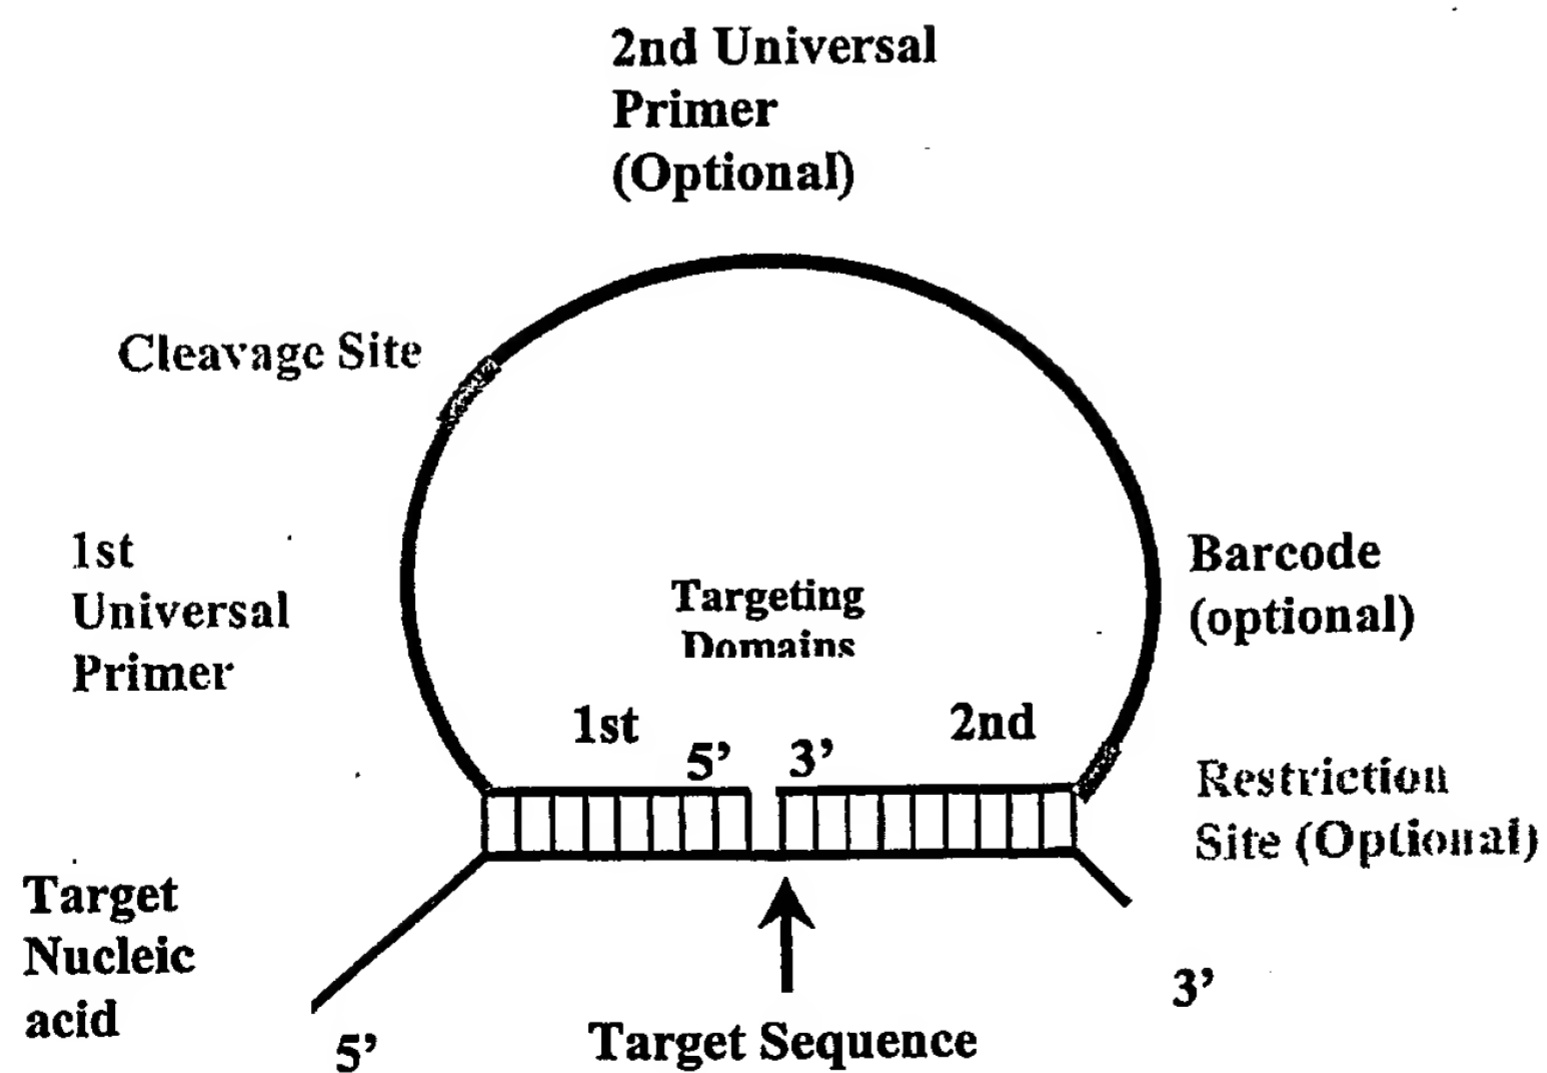 2nd Universal
Primer
(Optional)
Cleavage Site
1st
Universal
Primer
Targeting
Domains
Barcode
(optional)
1st
2nd
5’
3’
Restriction
Site (Optional)
Target
Nucleic
acid
5’
Target Sequence
3’